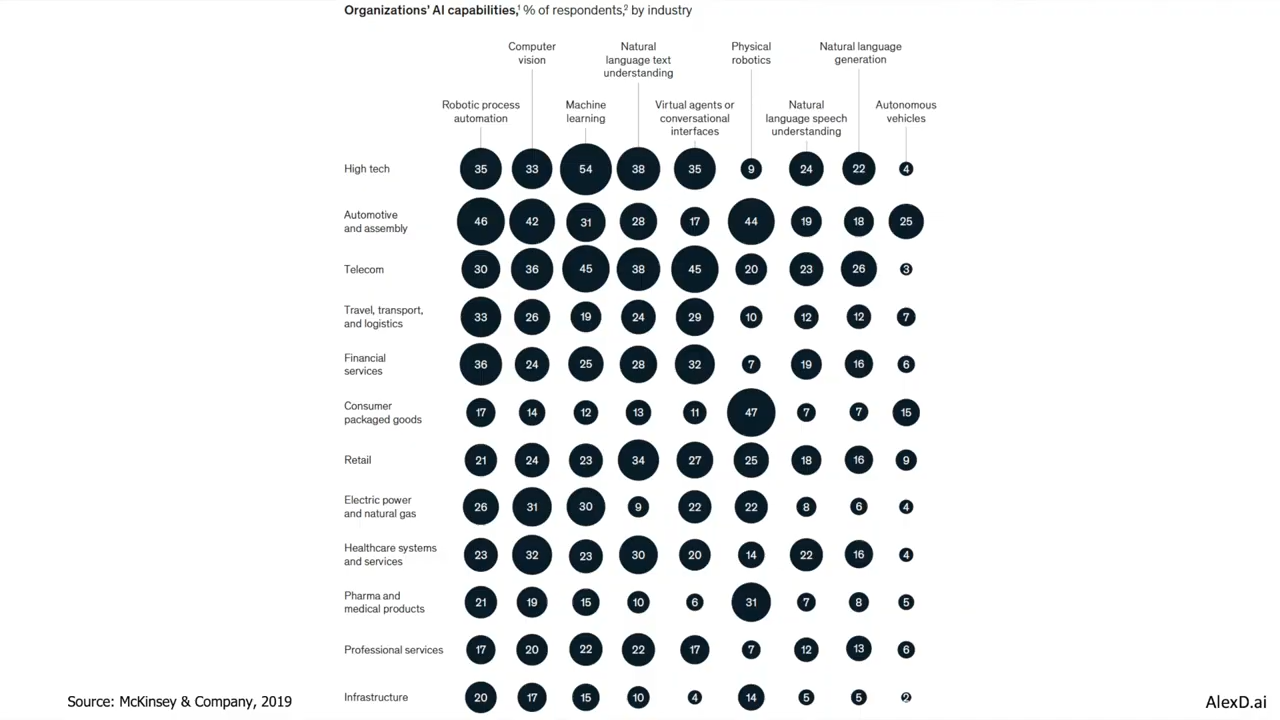 Organizations' AI capabilities,¹ % of respondents,² by industry
Computer
vision
Natural
language text
understanding
Physical
robotics
Natural language
generation
Robotic process
automation
Machine
learning
Virtual agents or
conversational
interfaces
Natural
language speech
understanding
Autonomous
vehicles
High tech 35 33 54 38 35 9 24 22 4
Automotive
and assembly 46 42 31 28 17 44 19 18 25
Telecom 30 36 45 38 45 20 23 26 3
Travel, transport,
and logistics 33 26 19 24 29 10 12 12 7
Financial
services 36 24 25 28 32 7 19 16 6
Consumer
packaged goods 17 14 12 13 11 47 7 7 15
Retail 21 24 23 34 27 25 18 16 9
Electric power
and natural gas 26 31 30 9 22 22 8 6 4
Healthcare systems
and services 23 32 23 30 20 14 22 16 4
Pharma and
medical products 21 19 15 10 6 31 7 8 5
Professional services 17 20 22 22 17 7 12 13 6
Infrastructure 20 17 15 10 4 14 5 5 2
Source: McKinsey & Company, 2019
AlexD.ai